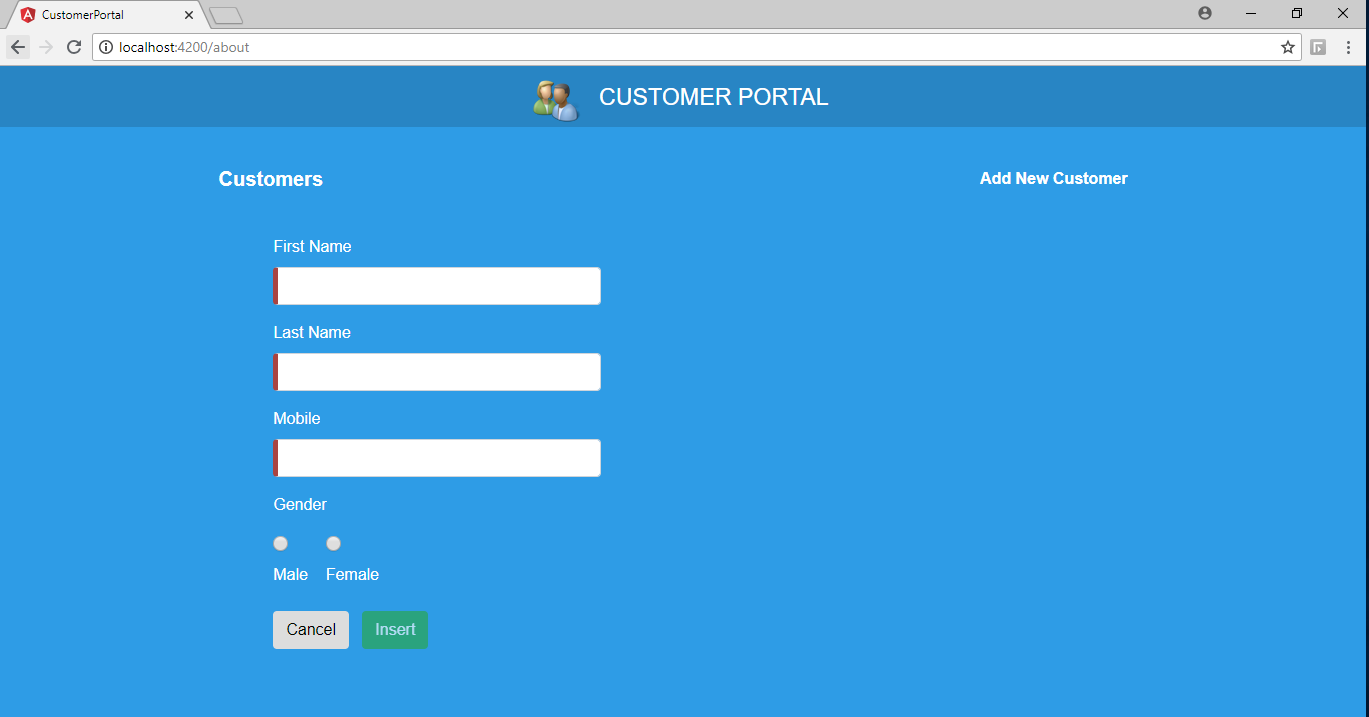 CustomerPortal
localhost:4200/about
CUSTOMER PORTAL
Customers Add New Customer
First Name
Last Name
Mobile
Gender
Male Female
Cancel Insert